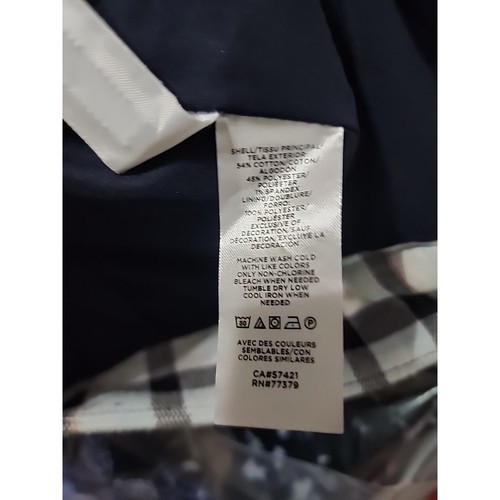 SHELL/TISSU PRINCIPAL/
TELA EXTERIOR:
54% COTTON/COTON/
ALGODÓN
45% POLYESTER/
POLIÉSTER
1% SPANDEX
LINING/DOUBLURE/
FORRO:
100% POLYESTER/
POLIÉSTER
EXCLUSIVE OF
DECORATION/SAUF
DÉCORATION/EXCLUYE LA
DECORACIÓN
MACHINE WASH COLD
WITH LIKE COLORS
ONLY NON-CHLORINE
BLEACH WHEN NEEDED
TUMBLE DRY LOW
COOL IRON WHEN
NEEDED
30 P
AVEC DES COULEURS
SEMBLABLES/CON
COLORES SIMILARES
CA#57421
RN#77379